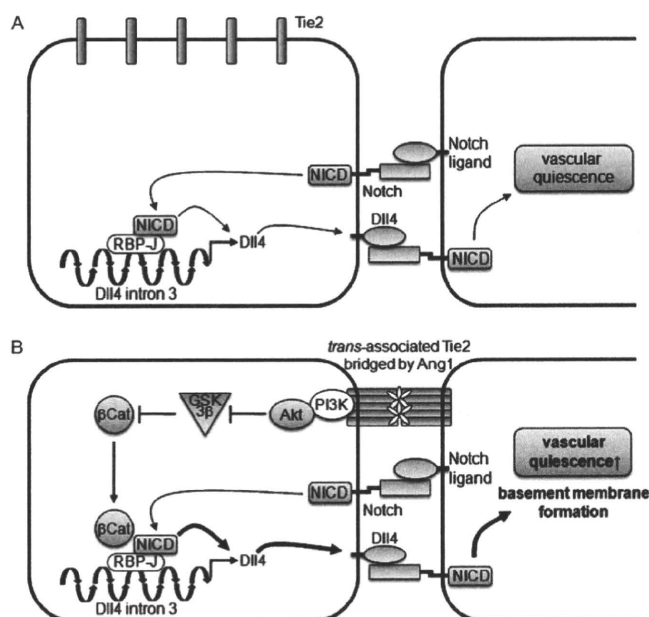 A
Tie2
NICD
Notch
Notch
ligand
vascular
quiescence
NICD
RBP-J
Dll4
Dll4
NICD
Dll4 intron 3
B
trans-associated Tie2
bridged by Ang1
βCat
GSK
3β
Akt
PI3K
Notch
ligand
vascular
quiescence↑
basement membrane
formation
NICD
Notch
βCat
NICD
RBP-J
Dll4
Dll4
NICD
Dll4 intron 3